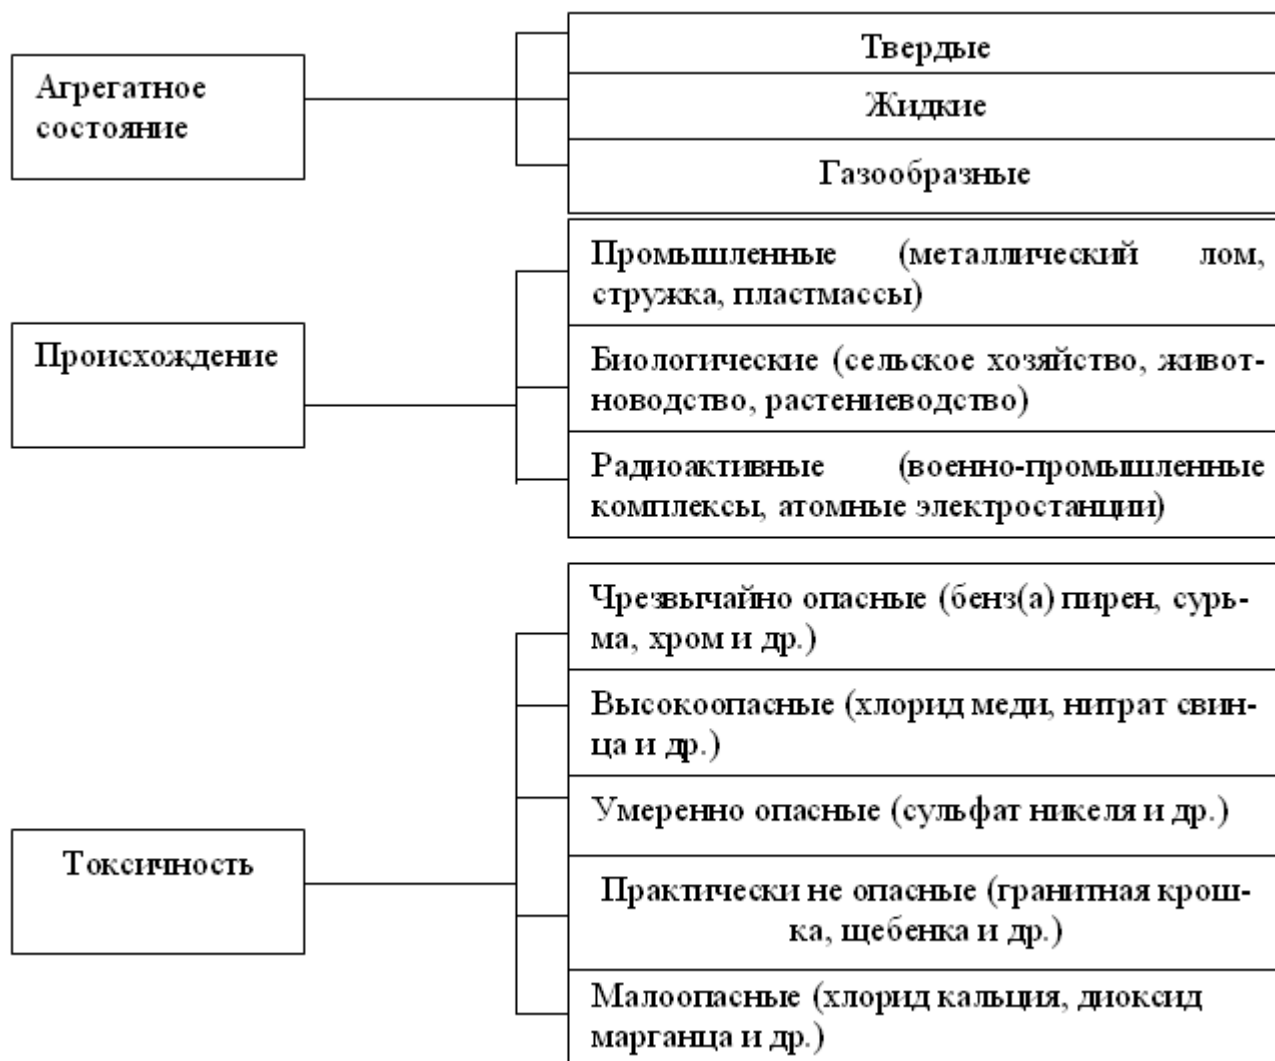 Агрегатное
состояние
Твердые
Жидкие
Газообразные
Происхождение
Промышленные (металлический лом,
стружка, пластмассы)
Биологические (сельское хозяйство, живот-
новодство, растениеводство)
Радиоактивные (военно-промышленные
комплексы, атомные электростанции)
Токсичность
Чрезвычайно опасные (бенз(а) пирен, сурь-
ма, хром и др.)
Высокоопасные (хлорид меди, нитрат свин-
ца и др.)
Умеренно опасные (сульфат никеля и др.)
Практически не опасные (гранитная крош-
ка, щебенка и др.)
Малоопасные (хлорид кальция, диоксид
марганца и др.)